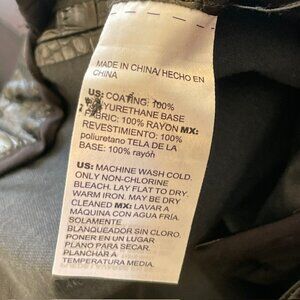 MADE IN CHINA/ HECHO EN
CHINA
US: COATING: 100%
POLYURETHANE BASE
FABRIC: 100% RAYON MX:
REVESTIMIENTO: 100%
poliuretano TELA DE LA
BASE: 100% rayón
US: MACHINE WASH COLD.
ONLY NON-CHLORINE
BLEACH. LAY FLAT TO DRY.
WARM IRON, MAY BE DRY
CLEANED MX: LAVAR A
MÁQUINA CON AGUA FRÍA.
SOLAMENTE
BLANQUEADOR SIN CLORO.
PONER EN UN LUGAR
PLANO PARA SECAR.
PLANCHAR A
TEMPERATURA MEDIA.